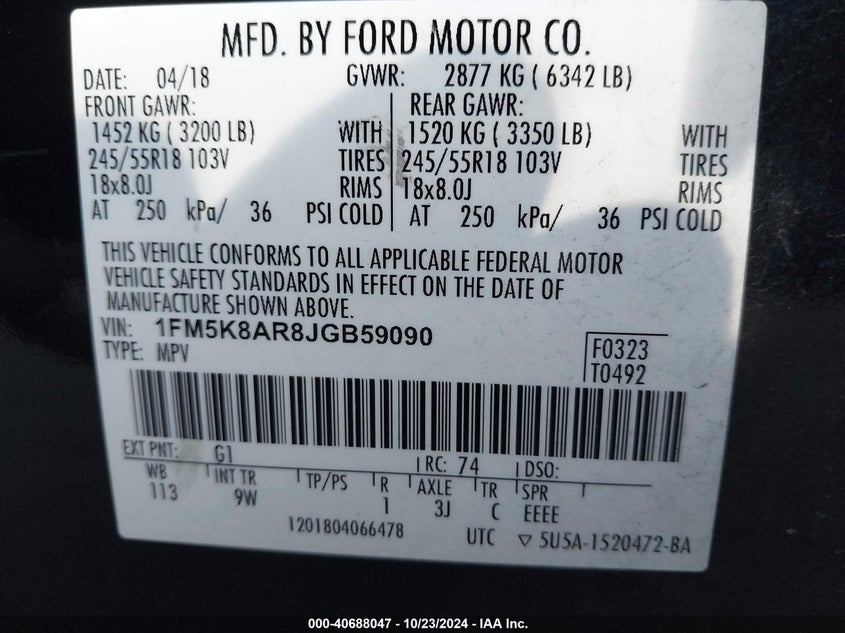 MFD. BY FORD MOTOR CO.
DATE: 04/18 GVWR: 2877 KG ( 6342 LB)
FRONT GAWR: REAR GAWR:
1452 KG ( 3200 LB) WITH 1520 KG ( 3350 LB) WITH
245/55R18 103V TIRES 245/55R18 103V TIRES
18x8.0J RIMS 18x8.0J RIMS
AT 250 kPa/ 36 PSI COLD AT 250 kPa/ 36 PSI COLD
THIS VEHICLE CONFORMS TO ALL APPLICABLE FEDERAL MOTOR
VEHICLE SAFETY STANDARDS IN EFFECT ON THE DATE OF
MANUFACTURE SHOWN ABOVE.
VIN: 1FM5K8AR8JGB59090
TYPE: MPV
F0323
T0492
EXT PNT: G1 RC: 74 DSO:
WB INT TR TP/PS R AXLE TR SPR
113 9W 1 3J C EEEE
1201804066478 UTC ▽ 5U5A-1520472-BA
000-40688047 - 10/23/2024 - IAA Inc.